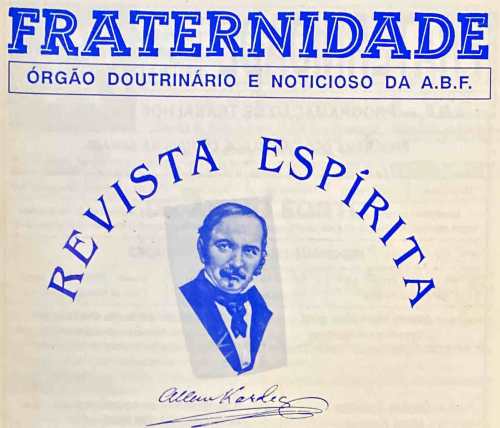 FRATERNIDADE
ÓRGÃO DOUTRINÁRIO E NOTICIOSO DA A.B.F.
REVISTA ESPÍRITA
Allan Kardec